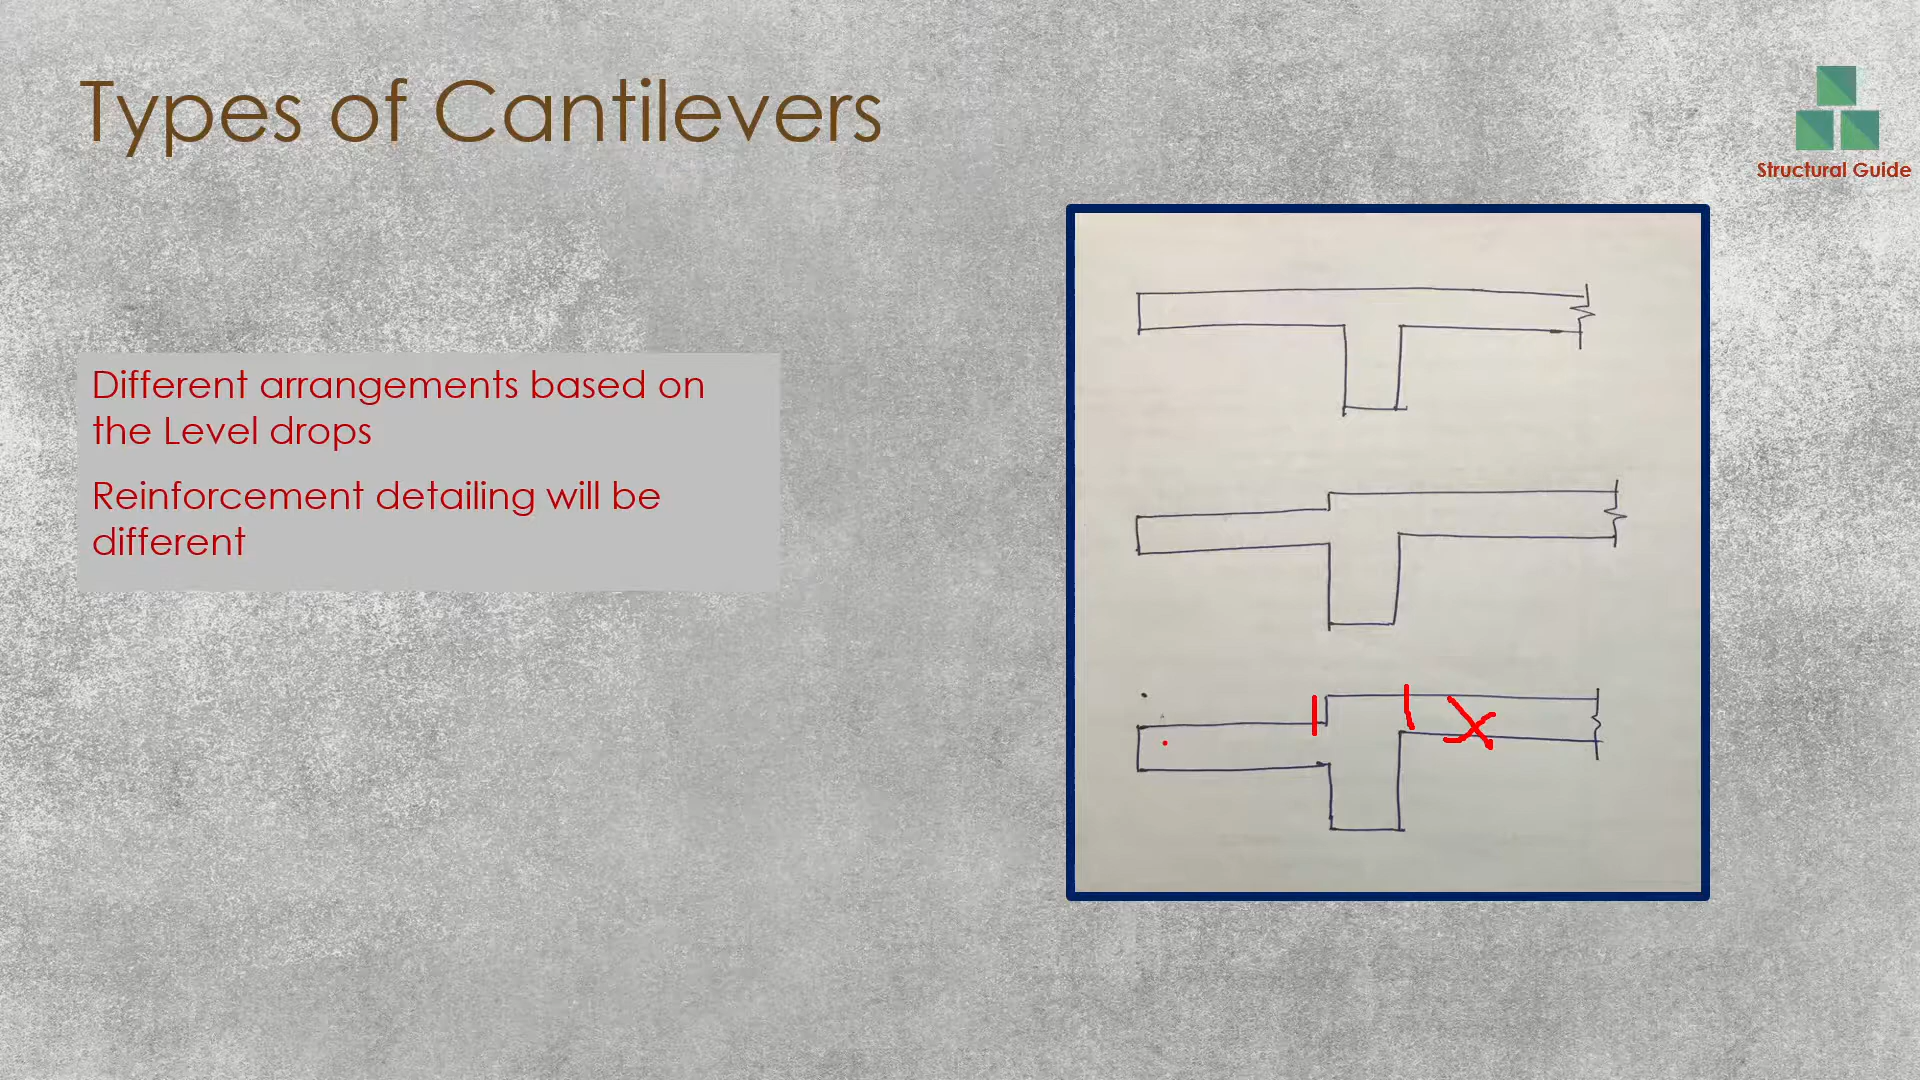 Types of Cantilevers
Structural Guide
Different arrangements based on
the Level drops
Reinforcement detailing will be
different